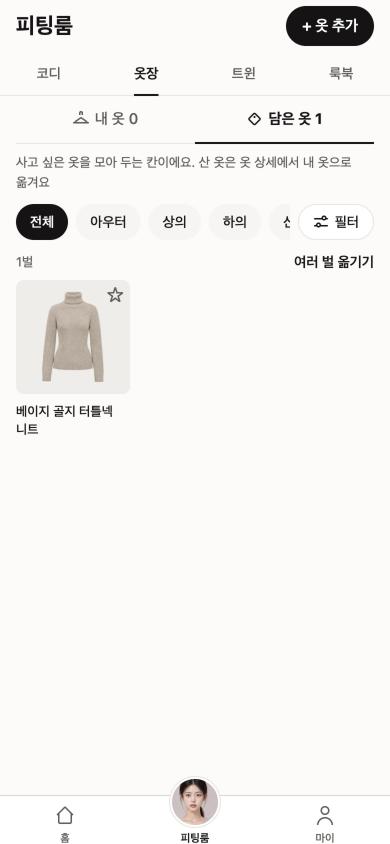 피팅룸
+ 옷 추가
코디
옷장
트윈
룩북
내 옷 0
담은 옷 1
사고 싶은 옷을 모아 두는 칸이에요. 산 옷은 옷 상세에서 내 옷으로
옮겨요
전체
아우터
상의
하의
필터
1벌
여러 벌 옮기기
베이지 골지 터틀넥
니트
홈
피팅룸
마이